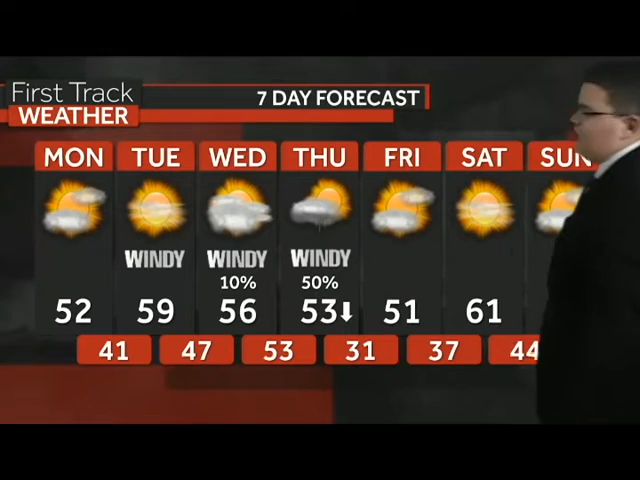 First Track
WEATHER
7 DAY FORECAST
MON TUE WED THU FRI SAT SUN
WINDY WINDY WINDY
10% 50%
52 59 56 53 51 61
41 47 53 31 37 44